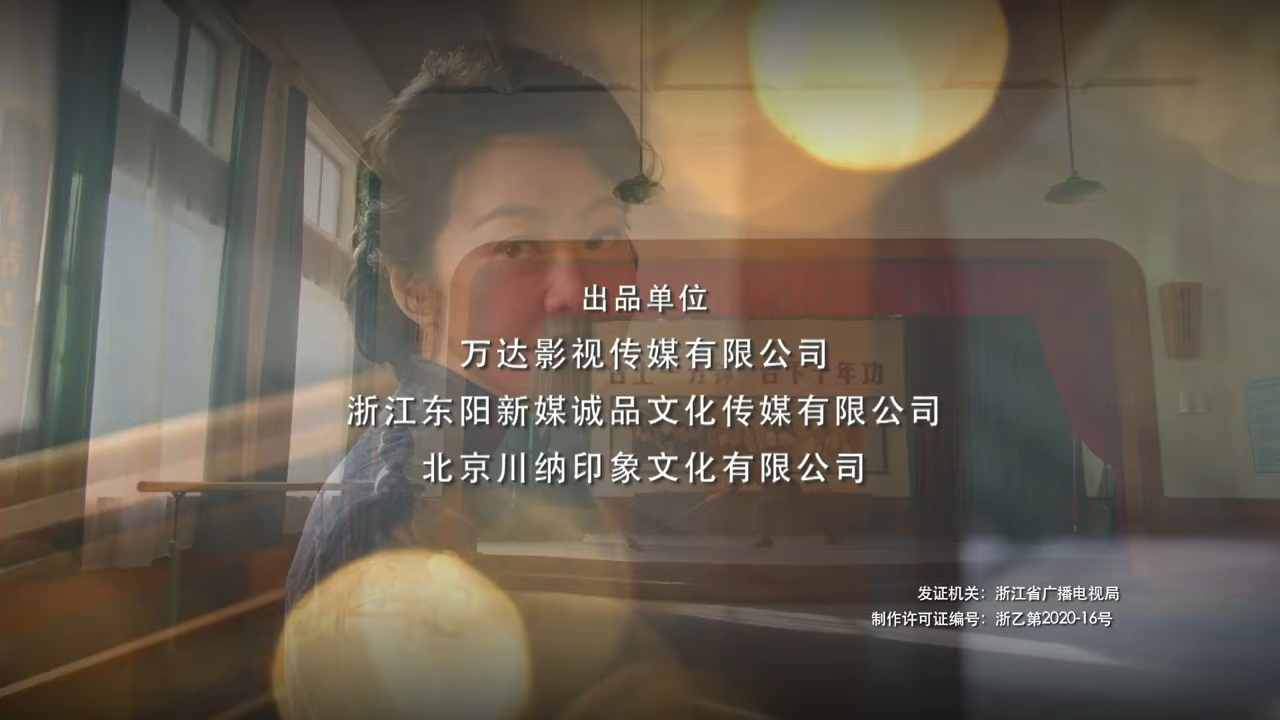 出品单位
万达影视传媒有限公司
浙江东阳新媒诚品文化传媒有限公司
北京川纳印象文化有限公司
发证机关：浙江省广播电视局
制作许可证编号：浙乙第2020-16号